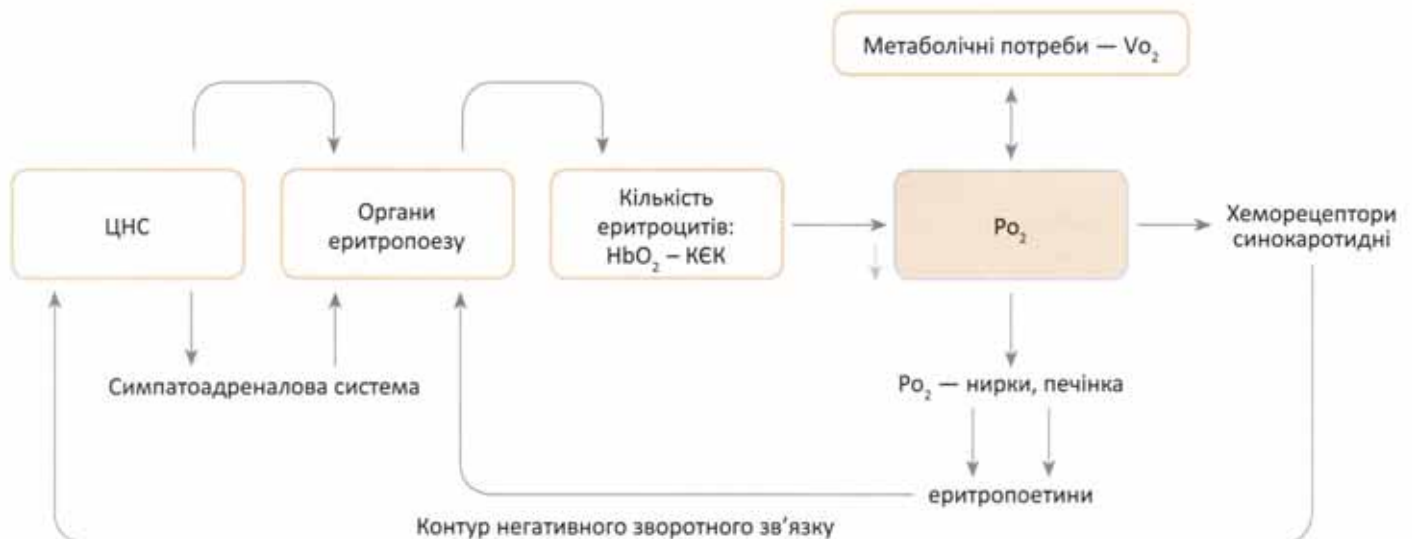 Метаболічні потреби — Vo₂
ЦНС
Органи
еритропоезу
Кількість
еритроцитів:
HbO₂ – КЄК
Po₂
Хеморецептори
синокаротидні
Симпатоадреналова система
Po₂ — нирки, печінка
еритропоетини
Контур негативного зворотного зв’язку